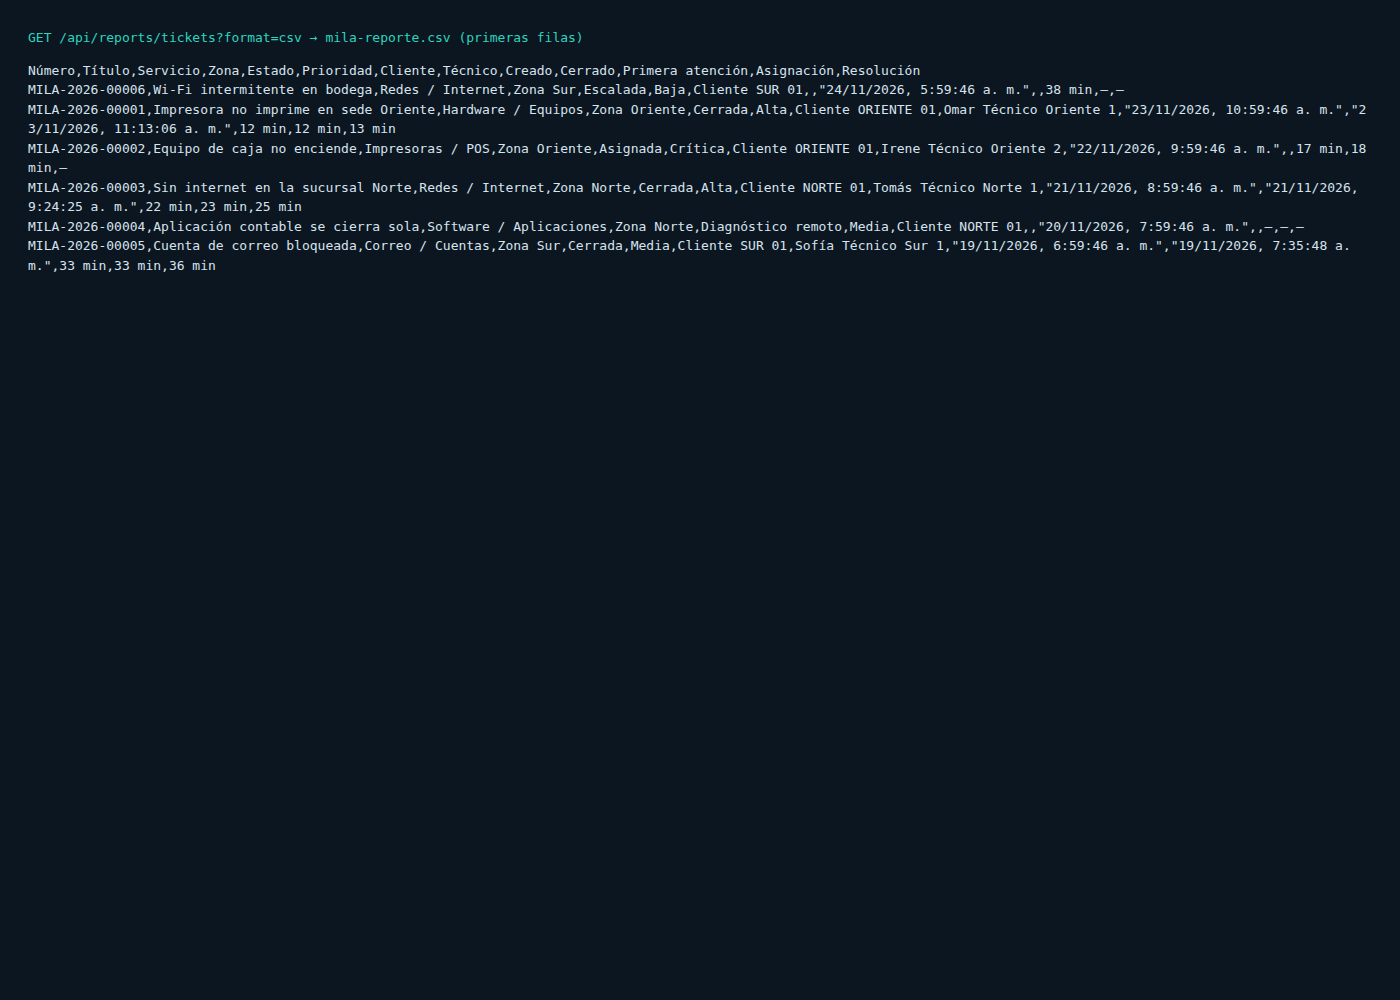 GET /api/reports/tickets?format=csv → mila-reporte.csv (primeras filas)
Número,Título,Servicio,Zona,Estado,Prioridad,Cliente,Técnico,Creado,Cerrado,Primera atención,Asignación,Resolución
MILA-2026-00006,Wi-Fi intermitente en bodega,Redes / Internet,Zona Sur,Escalada,Baja,Cliente SUR 01,,"24/11/2026, 5:59:46 a. m.",,38 min,—,—
MILA-2026-00001,Impresora no imprime en sede Oriente,Hardware / Equipos,Zona Oriente,Cerrada,Alta,Cliente ORIENTE 01,Omar Técnico Oriente 1,"23/11/2026, 10:59:46 a. m.","2
3/11/2026, 11:13:06 a. m.",12 min,12 min,13 min
MILA-2026-00002,Equipo de caja no enciende,Impresoras / POS,Zona Oriente,Asignada,Crítica,Cliente ORIENTE 01,Irene Técnico Oriente 2,"22/11/2026, 9:59:46 a. m.",,17 min,18
min,—
MILA-2026-00003,Sin internet en la sucursal Norte,Redes / Internet,Zona Norte,Cerrada,Alta,Cliente NORTE 01,Tomás Técnico Norte 1,"21/11/2026, 8:59:46 a. m.","21/11/2026,
9:24:25 a. m.",22 min,23 min,25 min
MILA-2026-00004,Aplicación contable se cierra sola,Software / Aplicaciones,Zona Norte,Diagnóstico remoto,Media,Cliente NORTE 01,,"20/11/2026, 7:59:46 a. m.",,—,—,—
MILA-2026-00005,Cuenta de correo bloqueada,Correo / Cuentas,Zona Sur,Cerrada,Media,Cliente SUR 01,Sofía Técnico Sur 1,"19/11/2026, 6:59:46 a. m.","19/11/2026, 7:35:48 a.
m.",33 min,33 min,36 min